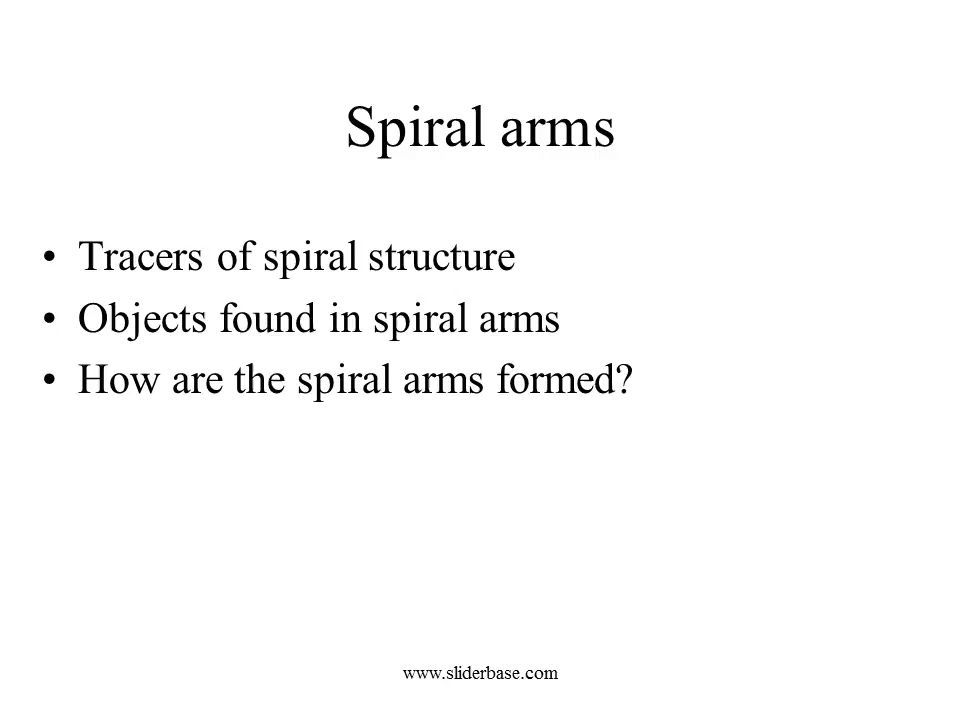 Spiral arms
• Tracers of spiral structure
• Objects found in spiral arms
• How are the spiral arms formed?
www.sliderbase.com